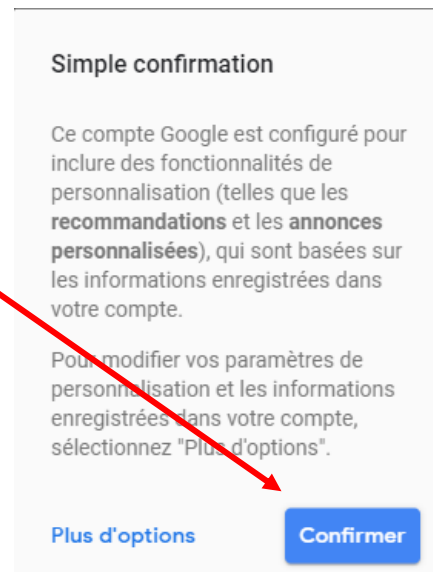 Simple confirmation
Ce compte Google est configuré pour
inclure des fonctionnalités de
personnalisation (telles que les
recommandations et les annonces
personnalisées), qui sont basées sur
les informations enregistrées dans
votre compte.
Pour modifier vos paramètres de
personnalisation et les informations
enregistrées dans votre compte,
sélectionnez "Plus d'options".
Plus d'options
Confirmer